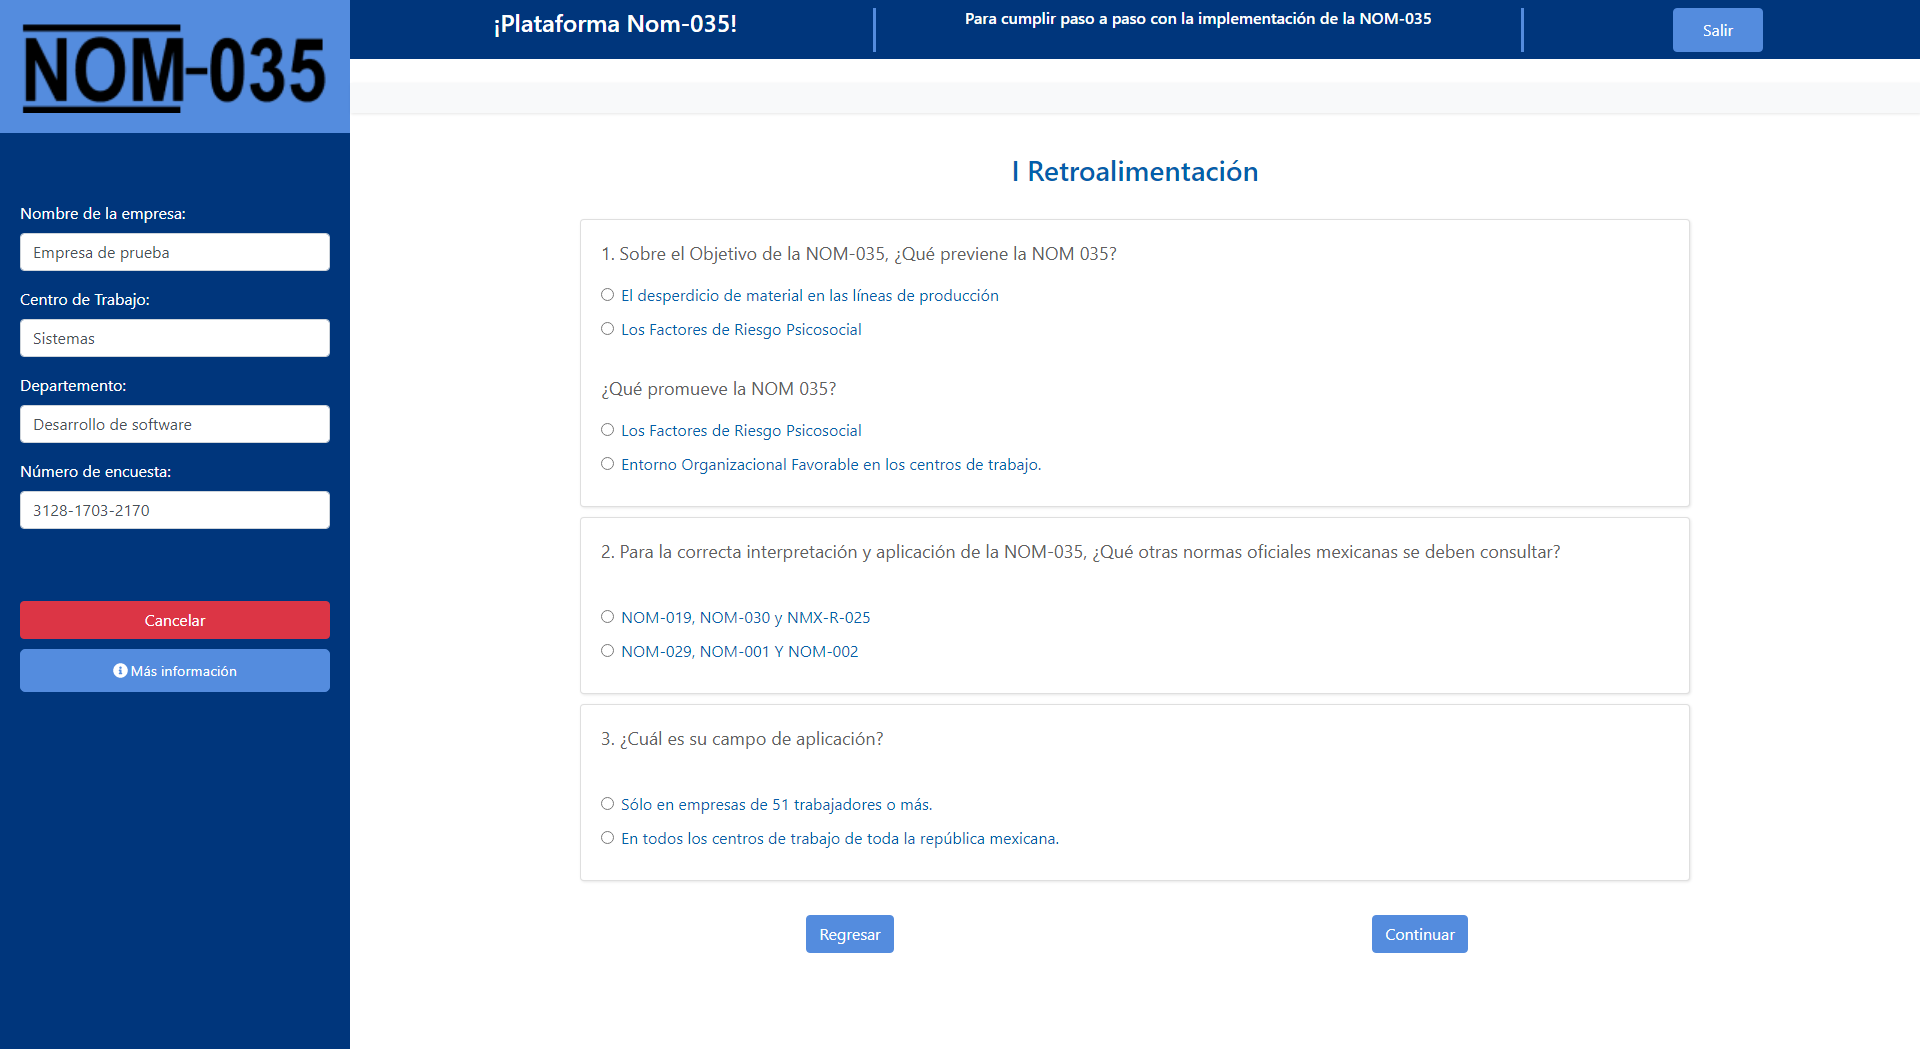 NOM-035
¡Plataforma Nom-035!
Para cumplir paso a paso con la implementación de la NOM-035
Salir
Nombre de la empresa:
Empresa de prueba
Centro de Trabajo:
Sistemas
Departemento:
Desarrollo de software
Número de encuesta:
3128-1703-2170
Cancelar
Más información
I Retroalimentación
1. Sobre el Objetivo de la NOM-035, ¿Qué previene la NOM 035?
El desperdicio de material en las líneas de producción
Los Factores de Riesgo Psicosocial
¿Qué promueve la NOM 035?
Los Factores de Riesgo Psicosocial
Entorno Organizacional Favorable en los centros de trabajo.
2. Para la correcta interpretación y aplicación de la NOM-035, ¿Qué otras normas oficiales mexicanas se deben consultar?
NOM-019, NOM-030 y NMX-R-025
NOM-029, NOM-001 Y NOM-002
3. ¿Cuál es su campo de aplicación?
Sólo en empresas de 51 trabajadores o más.
En todos los centros de trabajo de toda la república mexicana.
Regresar
Continuar